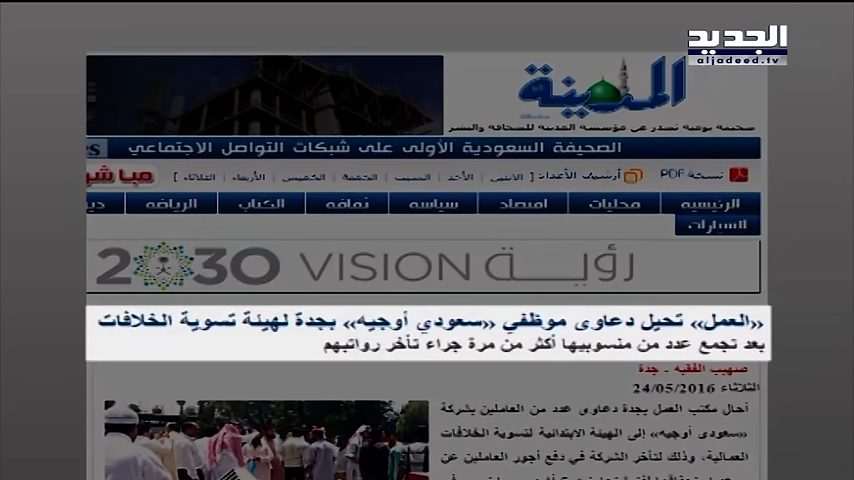 الجديد
aljadeed.tv
المدينة
صحيفة يومية تصدر عن مؤسسة المدينة للصحافة والنشر
الصحيفة السعودية الأولى على شبكات التواصل الاجتماعي
es
نسخة PDF
أرشيف الأعداد [ الاثنين | الأحد | السبت | الجمعة | الخميس | الأربعاء | الثلاثاء ]
مباشر
الرئيسية محليات اقتصاد سياسة ثقافة الكتاب الرياضة دي
السيارات
2030 VISION رؤيـــة
«العمل» تحيل دعاوى موظفي «سعودي أوجيه» بجدة لهيئة تسوية الخلافات
بعد تجمع عدد من منسوبيها أكثر من مرة جراء تأخر رواتبهم
صهيب الفقيه - جدة
الثلاثاء 24/05/2016
أحال مكتب العمل بجدة دعاوى عدد من العاملين بشركة
«سعودي أوجيه» إلى الهيئة الابتدائية لتسوية الخلافات
العمالية، وذلك لتأخر الشركة في دفع أجور العاملين عن